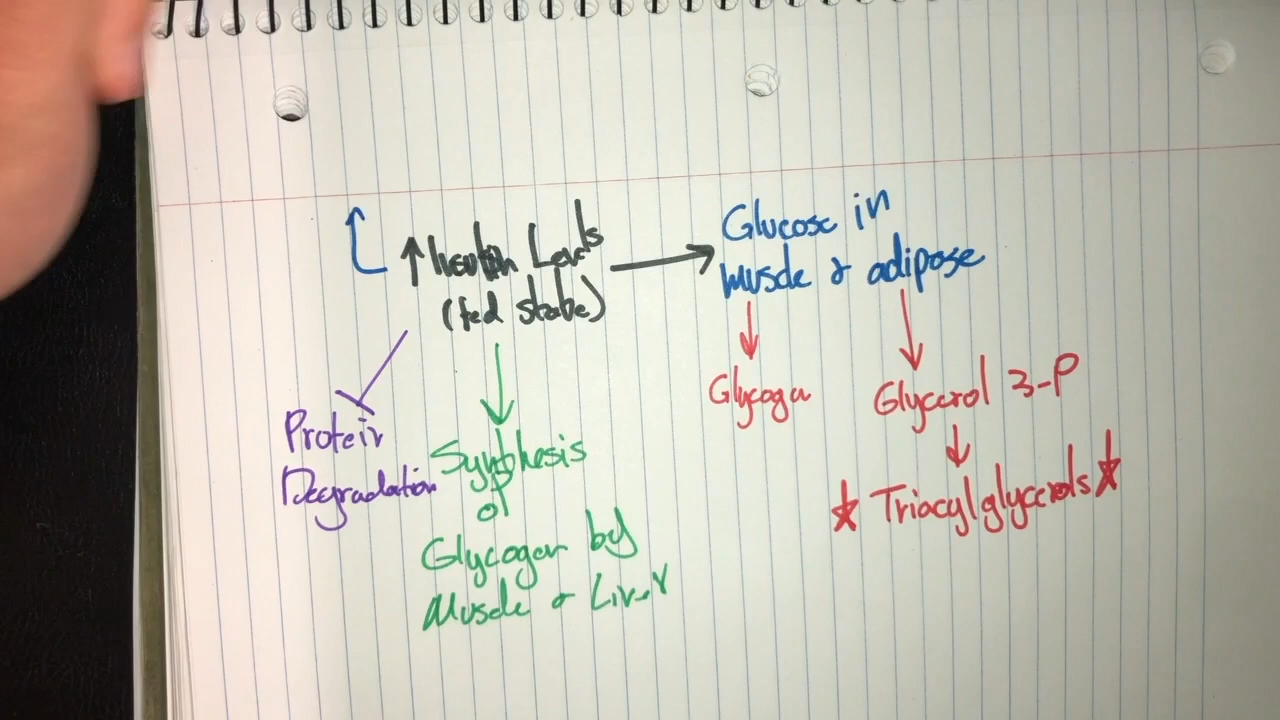 ↑ Insulin Levels
(fed state)
Glucose in
muscle & adipose
Glycogen
Glycerol 3-P
Triacylglycerols
Protein
Degradation
Synthesis
of
Glycogen by
Muscle & Liver